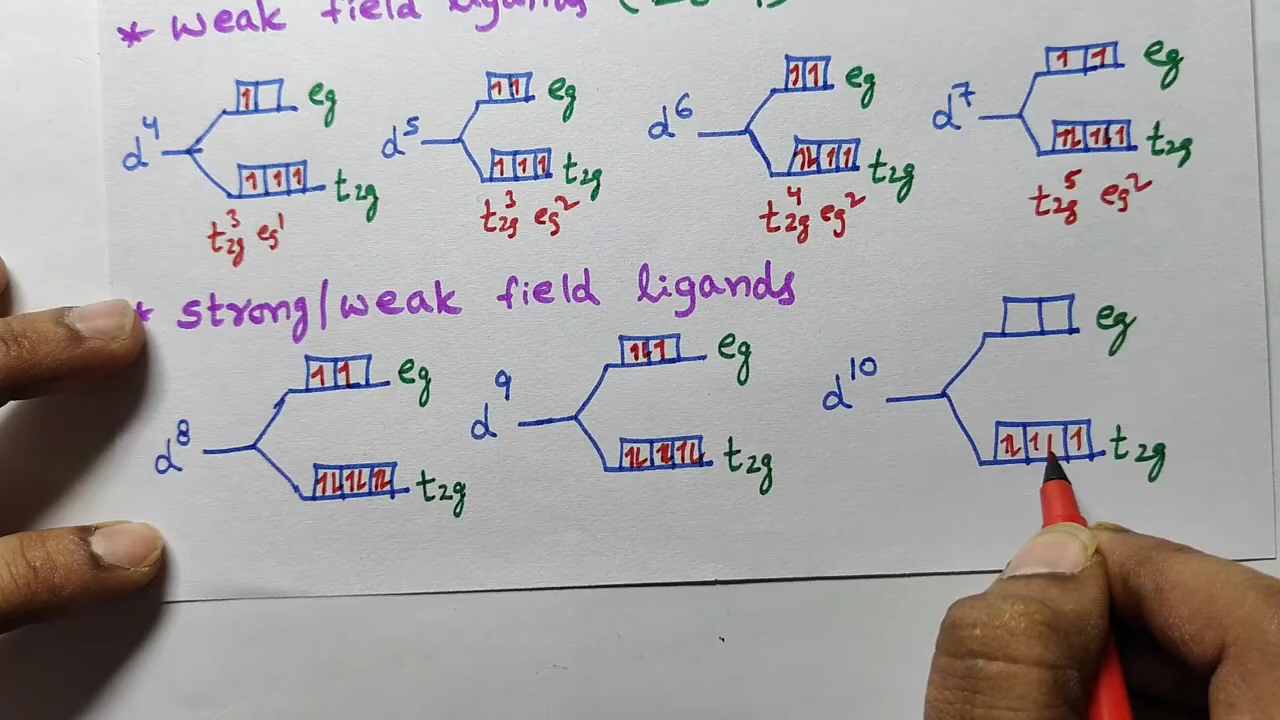 * weak field ligands (
d⁴ eg t₂g
d⁵ eg t₂g
d⁶ eg t₂g
d⁷ eg t₂g
t₂g³ eg¹
t₂g³ eg²
t₂g⁴ eg²
t₂g⁵ eg²
* strong/weak field ligands
d⁸ eg t₂g
d⁹ eg t₂g
d¹⁰ eg t₂g